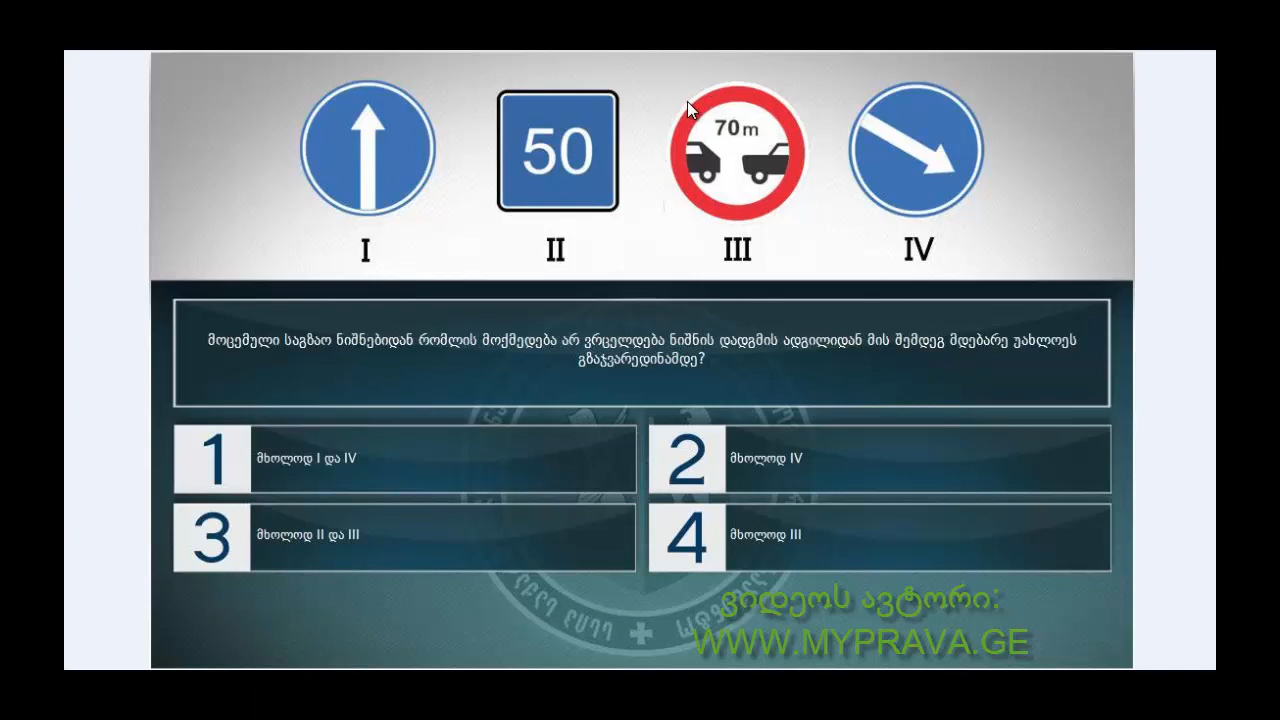 50
70m
I
II
III
IV
მოცემული საგზაო ნიშნებიდან რომლის მოქმედება არ ვრცელდება ნიშნის დადგმის ადგილიდან მის შემდეგ მდებარე უახლოეს
გზაჯვარედინამდე?
1
მხოლოდ I და IV
2
მხოლოდ IV
3
მხოლოდ II და III
4
მხოლოდ III
ვიდეოს ავტორი:
WWW.MYPRAVA.GE